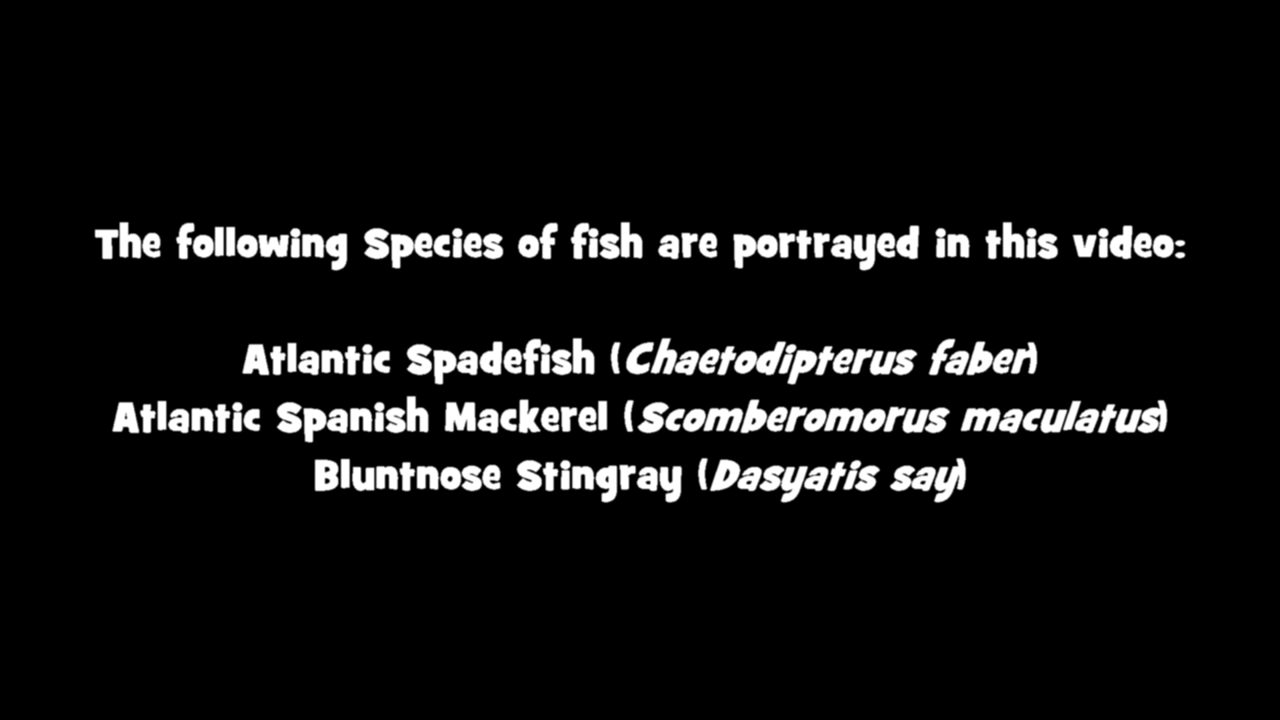 The following Species of fish are portrayed in this video:
Atlantic Spadefish (Chaetodipterus faber)
Atlantic Spanish Mackerel (Scomberomorus maculatus)
Bluntnose Stingray (Dasyatis say)